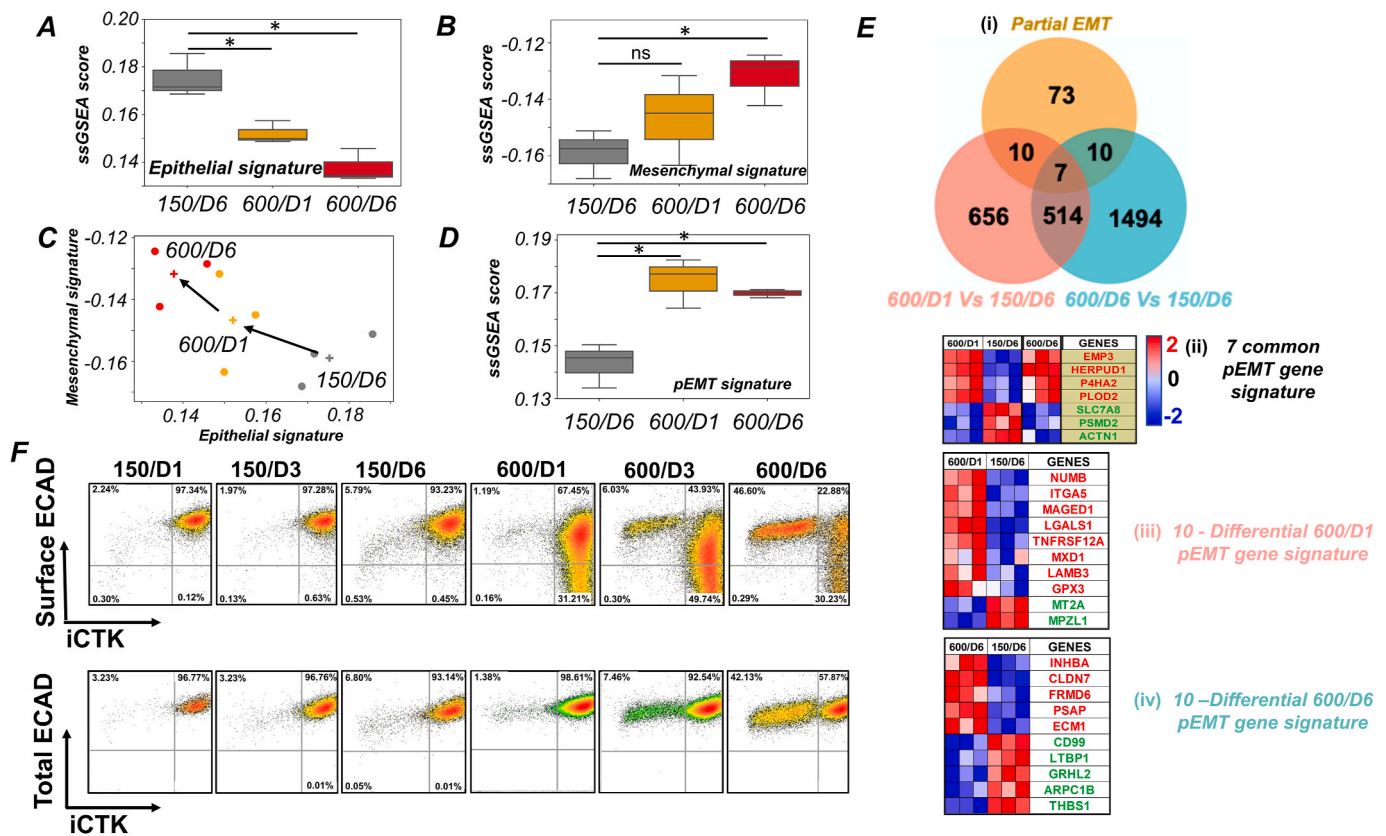 A
0.20
0.18
0.16
0.14
ssGSEA score
*
*
Epithelial signature
150/D6 600/D1 600/D6
B
-0.12
-0.14
-0.16
ssGSEA score
ns
*
Mesenchymal signature
150/D6 600/D1 600/D6
C
-0.12
-0.14
-0.16
Mesenchymal signature
600/D6
600/D1
150/D6
0.14 0.16 0.18
Epithelial signature
D
0.19
0.17
0.15
0.13
ssGSEA score
*
*
pEMT signature
150/D6 600/D1 600/D6
E
(i) Partial EMT
73
10 10
7
656 514 1494
600/D1 Vs 150/D6 600/D6 Vs 150/D6
600/D1 150/D6 600/D6 GENES
EMP3
HERPUD1
P4HA2
PLOD2
SLC7A8
PSMD2
ACTN1
2
0
-2
(ii) 7 common
pEMT gene
signature
600/D1 150/D6 GENES
NUMB
ITGA5
MAGED1
LGALS1
TNFRSF12A
MXD1
LAMB3
GPX3
MT2A
MPZL1
(iii) 10 - Differential 600/D1
pEMT gene signature
600/D6 150/D6 GENES
INHBA
CLDN7
FRMD6
PSAP
ECM1
CD99
LTBP1
GRHL2
ARPC1B
THBS1
(iv) 10 –Differential 600/D6
pEMT gene signature
F
150/D1 150/D3 150/D6 600/D1 600/D3 600/D6
Surface ECAD
2.24% 97.34% 1.97% 97.28% 5.79% 93.23% 1.19% 67.45% 6.03% 43.93% 46.60% 22.88%
0.30% 0.12% 0.13% 0.63% 0.53% 0.45% 0.16% 31.21% 0.30% 49.74% 0.29% 30.23%
iCTK
Total ECAD
3.23% 96.77% 3.23% 96.76% 6.80% 93.14% 1.38% 98.61% 7.46% 92.54% 42.13% 57.87%
0.01% 0.05% 0.01%
iCTK